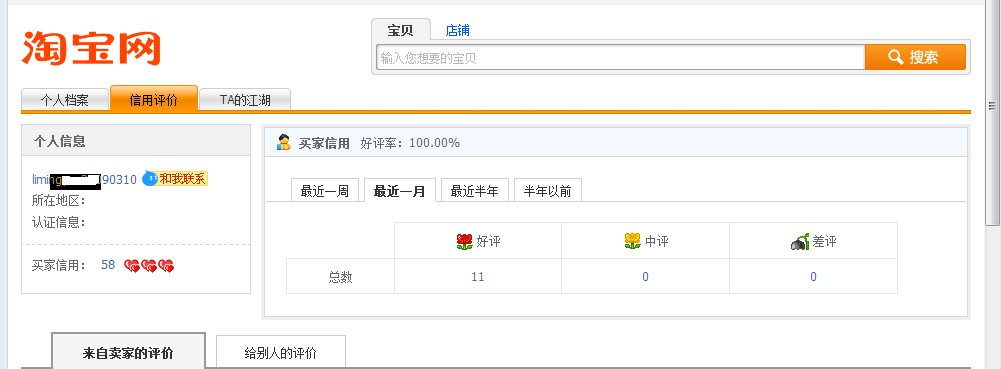 淘宝网
宝贝 店铺
输入您想要的宝贝 搜索
个人档案 信用评价 TA的江湖
个人信息
买家信用 好评率：100.00%
liming 90310 和我联系
所在地区：
认证信息：
买家信用： 58
最近一周 最近一月 最近半年 半年以前
好评 中评 差评
总数 11 0 0
来自卖家的评价 给别人的评价